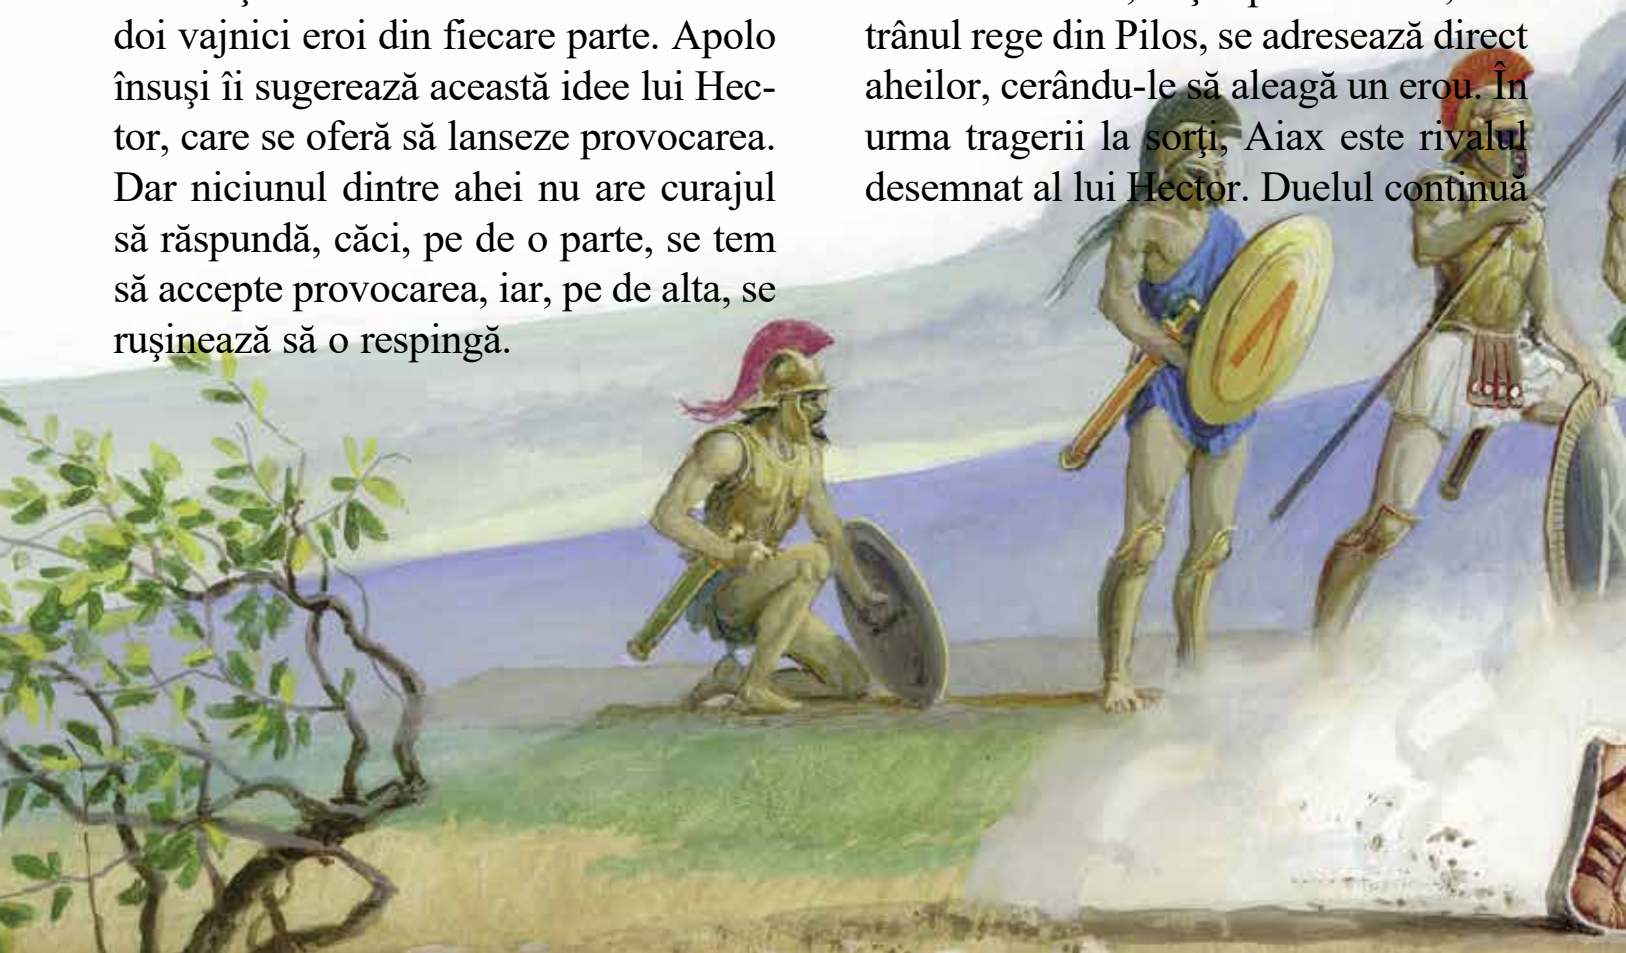 doi vajnici eroi din fiecare parte. Apolo
însuşi îi sugerează această idee lui Hec-
tor, care se oferă să lanseze provocarea.
Dar niciunul dintre ahei nu are curajul
să răspundă, căci, pe de o parte, se tem
să accepte provocarea, iar, pe de alta, se
ruşinează să o respingă.
trânul rege din Pilos, se adresează direct
aheilor, cerându-le să aleagă un erou. În
urma tragerii la sorţi, Aiax este rivalul
desemnat al lui Hector. Duelul continuă